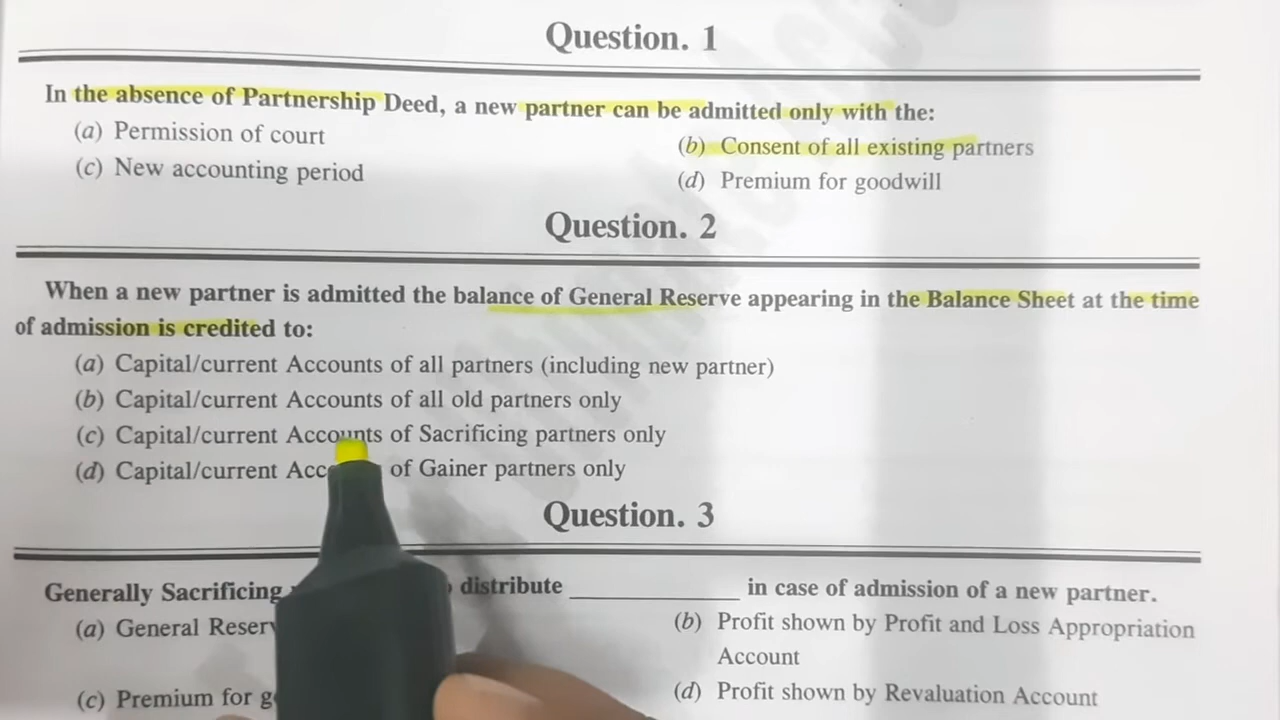 Question. 1
In the absence of Partnership Deed, a new partner can be admitted only with the:
(a) Permission of court
(b) Consent of all existing partners
(c) New accounting period
(d) Premium for goodwill
Question. 2
When a new partner is admitted the balance of General Reserve appearing in the Balance Sheet at the time
of admission is credited to:
(a) Capital/current Accounts of all partners (including new partner)
(b) Capital/current Accounts of all old partners only
(c) Capital/current Accounts of Sacrificing partners only
(d) Capital/current of Gainer partners only
Question. 3
Generally Sacrificing distribute __________ in case of admission of a new partner.
(a) General
(b) Profit shown by Profit and Loss Appropriation
Account
(c) Premium for
(d) Profit shown by Revaluation Account